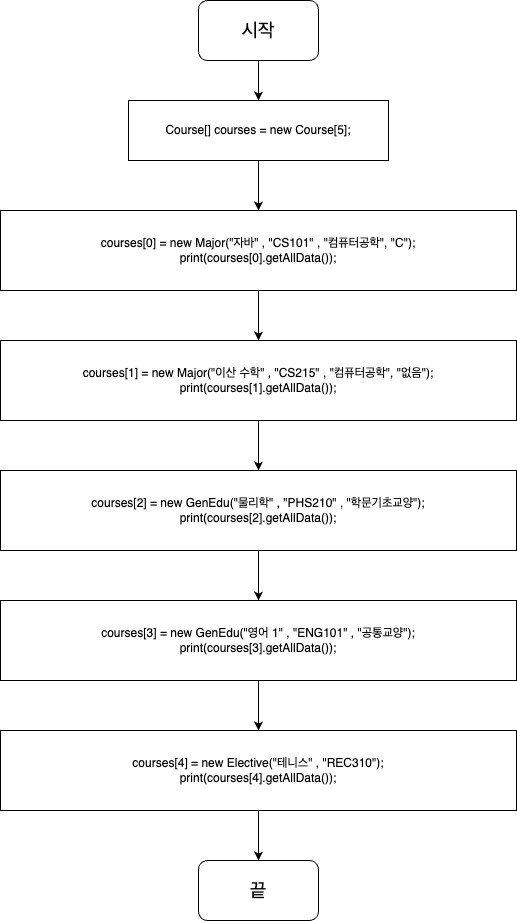 시작
Course[] courses = new Course[5];
courses[0] = new Major("자바" , "CS101" , "컴퓨터공학", "C");
print(courses[0].getAllData());
courses[1] = new Major("이산 수학" , "CS215" , "컴퓨터공학", "없음");
print(courses[1].getAllData());
courses[2] = new GenEdu("물리학" , "PHS210" , "학문기초교양");
print(courses[2].getAllData());
courses[3] = new GenEdu("영어 1" , "ENG101" , "공통교양");
print(courses[3].getAllData());
courses[4] = new Elective("테니스" , "REC310");
print(courses[4].getAllData());
끝